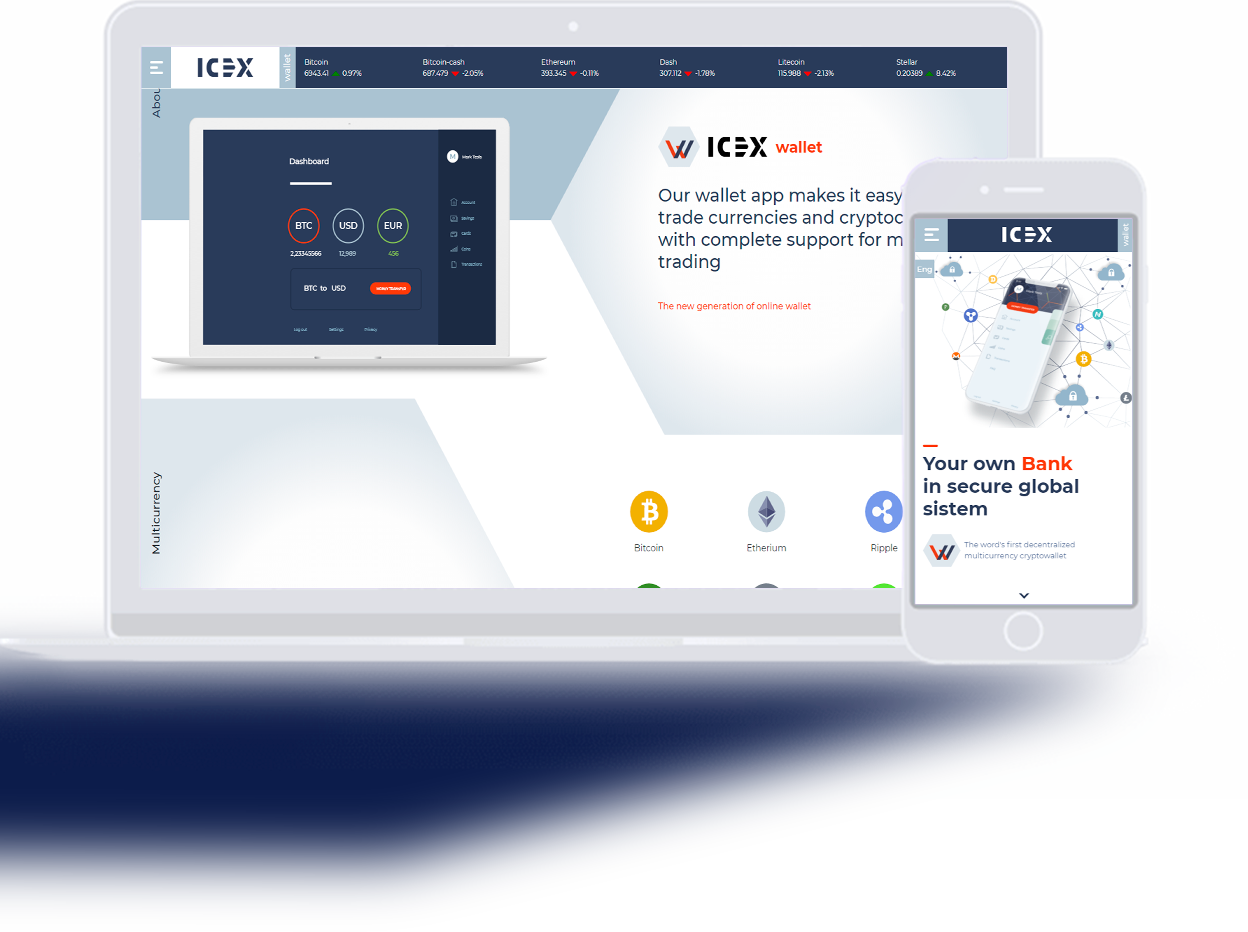 ICEX
wallet
Bitcoin
6943.41 0.97%
Bitcoin-cash
687.479 -2.05%
Ethereum
393.345 -0.11%
Dash
307.112 -1.78%
Litecoin
115.988 -2.13%
Stellar
0.20389 8.42%
Abou
Dashboard
BTC
USD
EUR
2,23345566
12,989
456
BTC to USD
MONEY TRANSFER
Log out
Settings
Privacy
M
Mark Tesla
Account
Savings
Cards
Coins
Transactions
W ICEX wallet
Our wallet app makes it easy
trade currencies and cryptoc
with complete support for m
trading
The new generation of online wallet
Multicurrency
Bitcoin
Etherium
Ripple
ICEX
wallet
Eng
Your own Bank
in secure global
sistem
W
The word's first decentralized
multicurrency cryptowallet